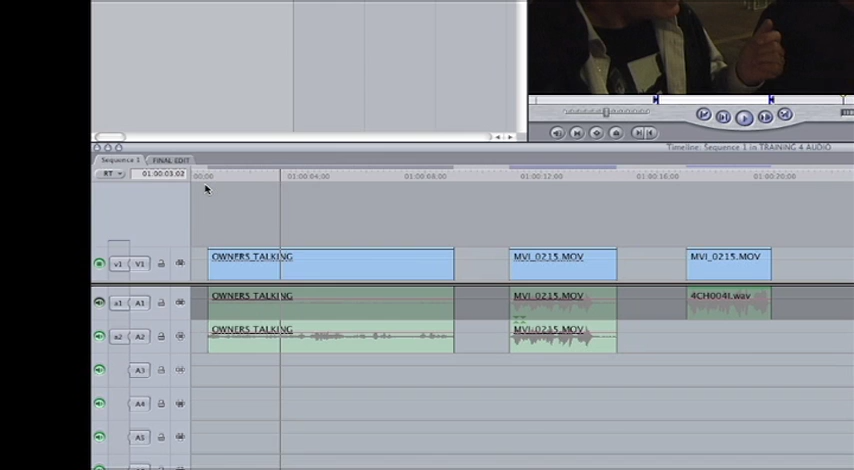 Timeline: Sequence 1 in TRAINING 4 AUDIO
Sequence 1 FINAL EDIT
RT 01:00:03;02 00;00 01:00:04;00 01:00:08;00 01:00:12;00 01:00:16;00 01:00:20;00
v1 V1 OWNERS TALKING MVI_0215.MOV MVI_0215.MOV
a1 A1 OWNERS TALKING MVI_0215.MOV 4CH004I.wav
a2 A2 OWNERS TALKING MVI_0215.MOV
A3
A4
A5